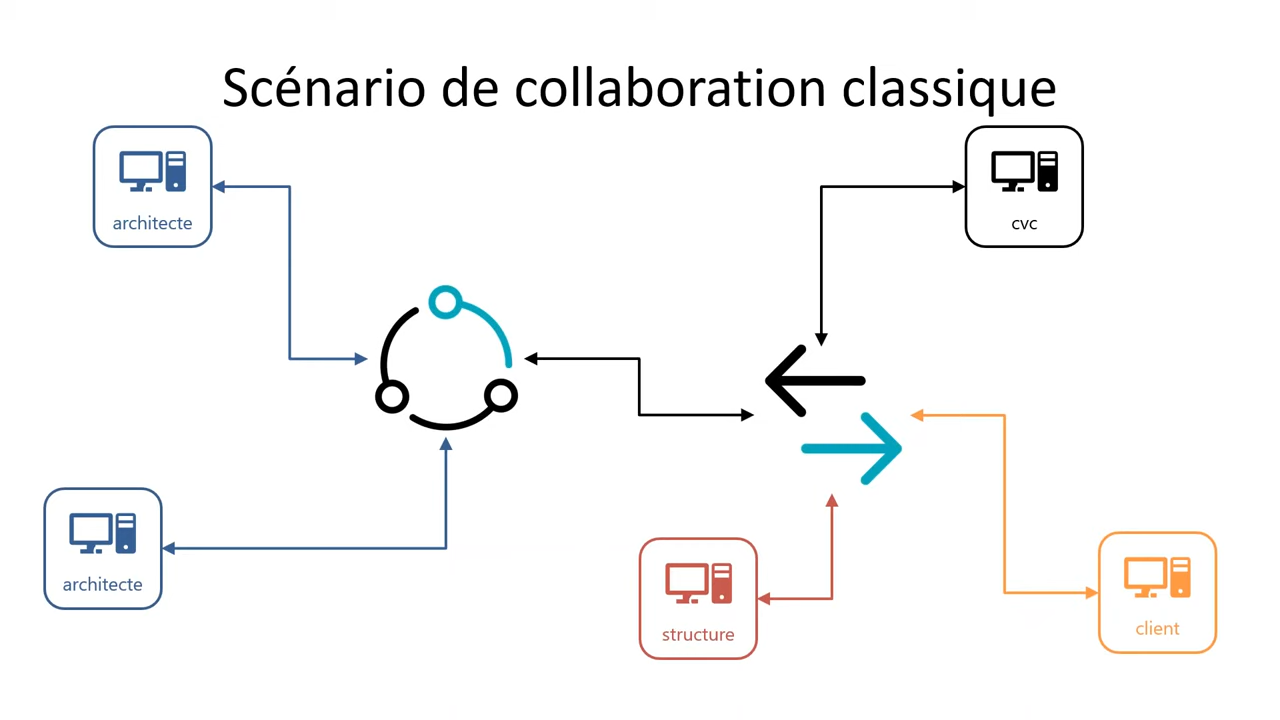 Scénario de collaboration classique
architecte
cvc
architecte
structure
client